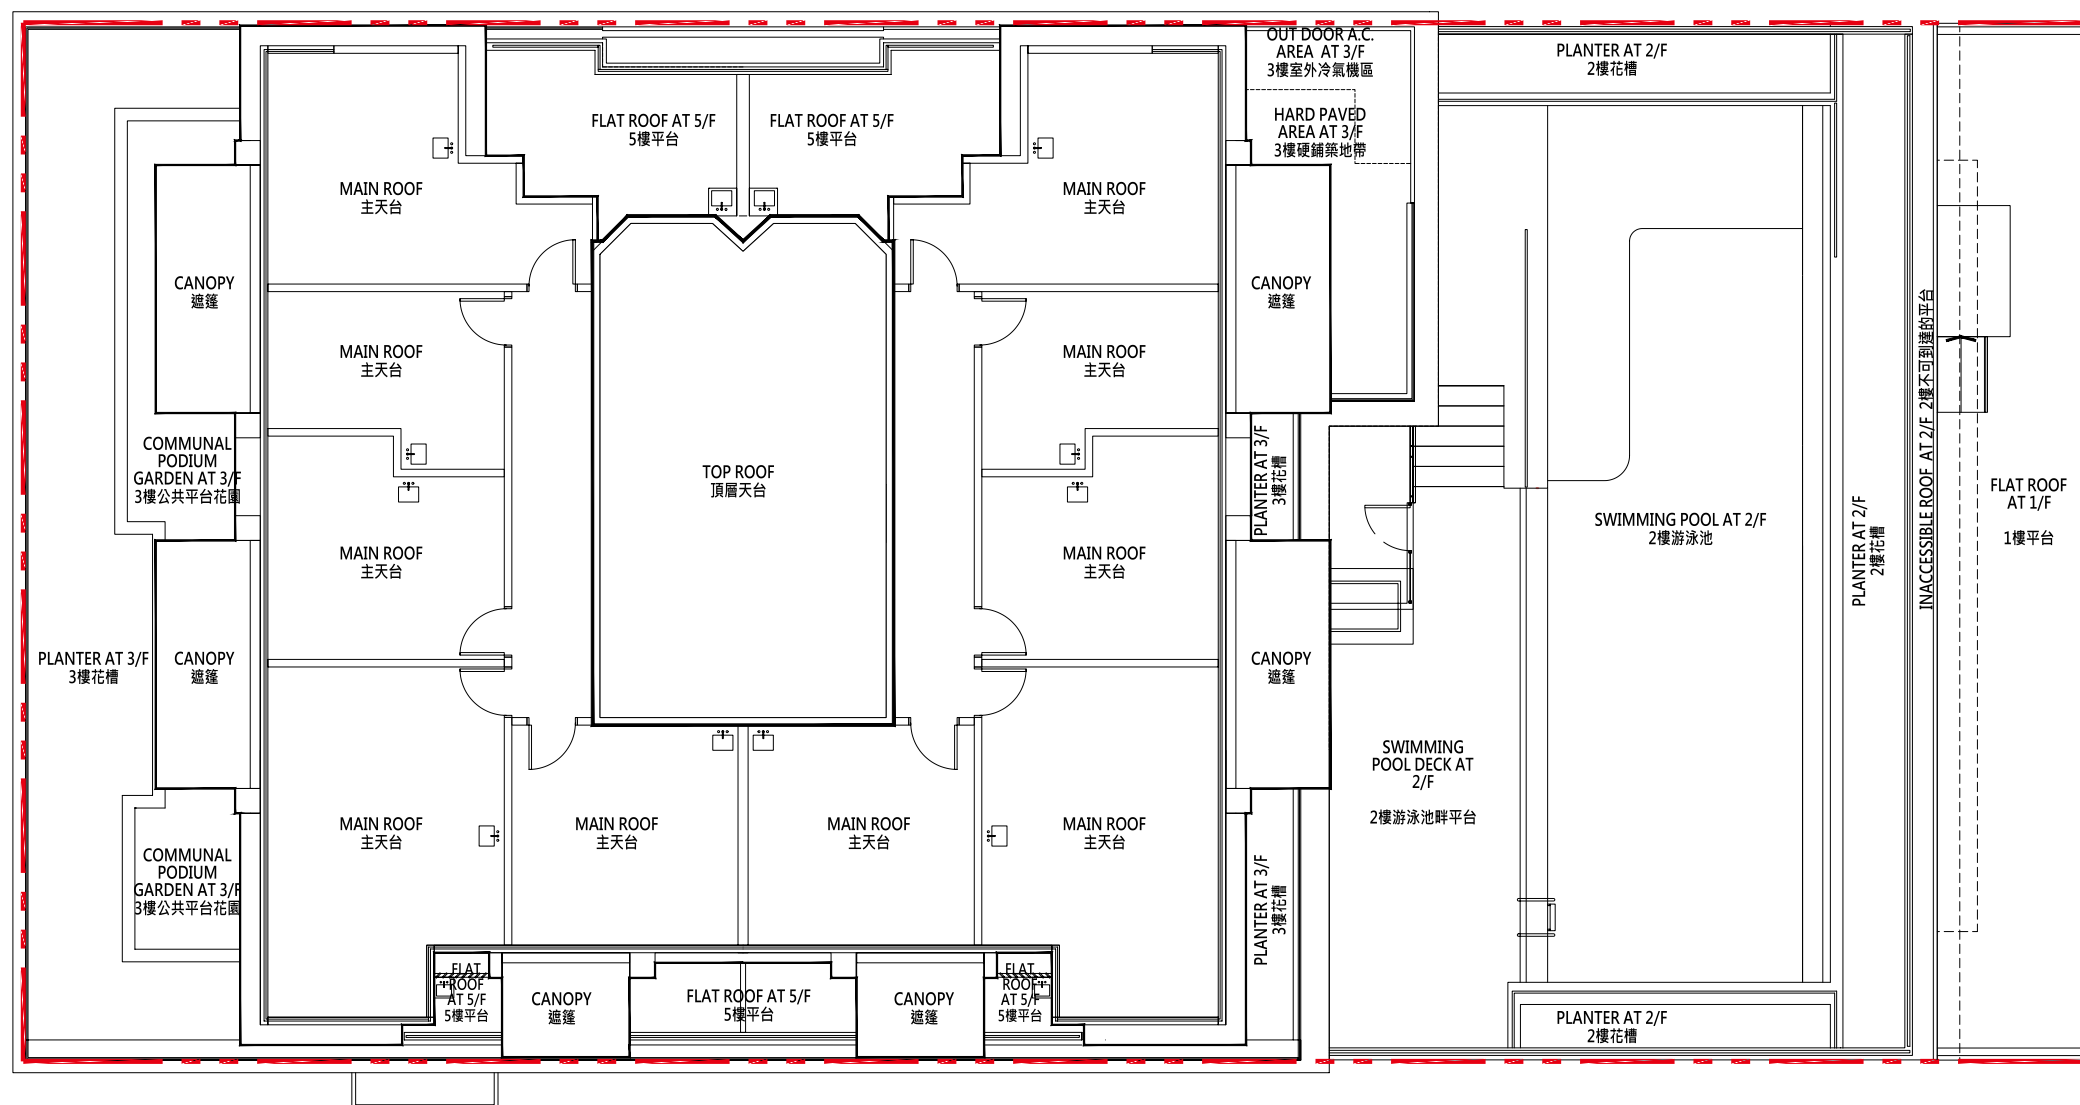 OUT DOOR A.C.
AREA AT 3/F
3樓室外冷氣機區
PLANTER AT 2/F
2樓花槽
FLAT ROOF AT 5/F
5樓平台
FLAT ROOF AT 5/F
5樓平台
HARD PAVED
AREA AT 3/F
3樓硬鋪築地帶
MAIN ROOF
主天台
MAIN ROOF
主天台
CANOPY
遮篷
CANOPY
遮篷
MAIN ROOF
主天台
MAIN ROOF
主天台
COMMUNAL
PODIUM
GARDEN AT 3/F
3樓公共平台花園
TOP ROOF
頂層天台
PLANTER AT 3/F
3樓花槽
MAIN ROOF
主天台
MAIN ROOF
主天台
SWIMMING POOL AT 2/F
2樓游泳池
PLANTER AT 2/F
2樓花槽
INACCESSIBLE ROOF AT 2/F 2樓不可到達的平台
FLAT ROOF
AT 1/F
1樓平台
PLANTER AT 3/F
3樓花槽
CANOPY
遮篷
CANOPY
遮篷
SWIMMING
POOL DECK AT
2/F
2樓游泳池畔平台
MAIN ROOF
主天台
MAIN ROOF
主天台
MAIN ROOF
主天台
MAIN ROOF
主天台
COMMUNAL
PODIUM
GARDEN AT 3/F
3樓公共平台花園
PLANTER AT 3/F
3樓花槽
FLAT
ROOF
AT 5/F
5樓平台
CANOPY
遮篷
FLAT ROOF AT 5/F
5樓平台
CANOPY
遮篷
FLAT
ROOF
AT 5/F
5樓平台
PLANTER AT 2/F
2樓花槽